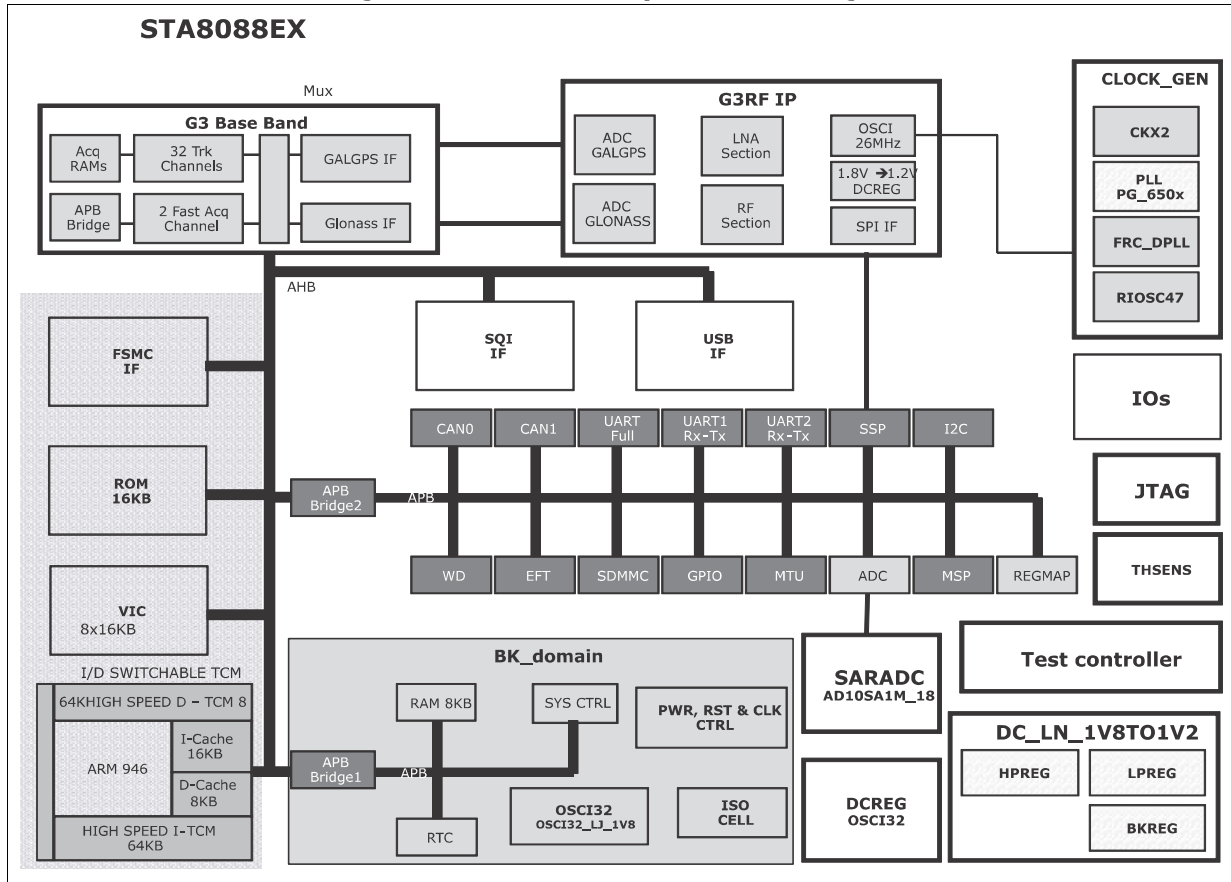 STA8088EX
Mux
G3 Base Band
Acq
RAMs
32 Trk
Channels
GALGPS IF
APB
Bridge
2 Fast Acq
Channel
Glonass IF
G3RF IP
ADC
GALGPS
LNA
Section
OSCI
26MHz
1.8V ➔1.2V
DCREG
ADC
GLONASS
RF
Section
SPI IF
CLOCK_GEN
CKX2
PLL
PG_650x
FRC_DPLL
RIOSC47
AHB
FSMC
IF
SQI
IF
USB
IF
IOs
CAN0
CAN1
UART
Full
UART1
Rx-Tx
UART2
Rx-Tx
SSP
I2C
ROM
16KB
APB
Bridge2
APB
JTAG
WD
EFT
SDMMC
GPIO
MTU
ADC
MSP
REGMAP
THSENS
VIC
8x16KB
I/D SWITCHABLE TCM
64KHIGH SPEED D – TCM 8
ARM 946
I-Cache
16KB
D-Cache
8KB
HIGH SPEED I-TCM
64KB
BK_domain
RAM 8KB
SYS CTRL
PWR, RST & CLK
CTRL
APB
Bridge1
APB
RTC
OSCI32
OSCI32_LJ_1V8
ISO
CELL
SARADC
AD10SA1M_18
Test controller
DCREG
OSCI32
DC_LN_1V8TO1V2
HPREG
LPREG
BKREG